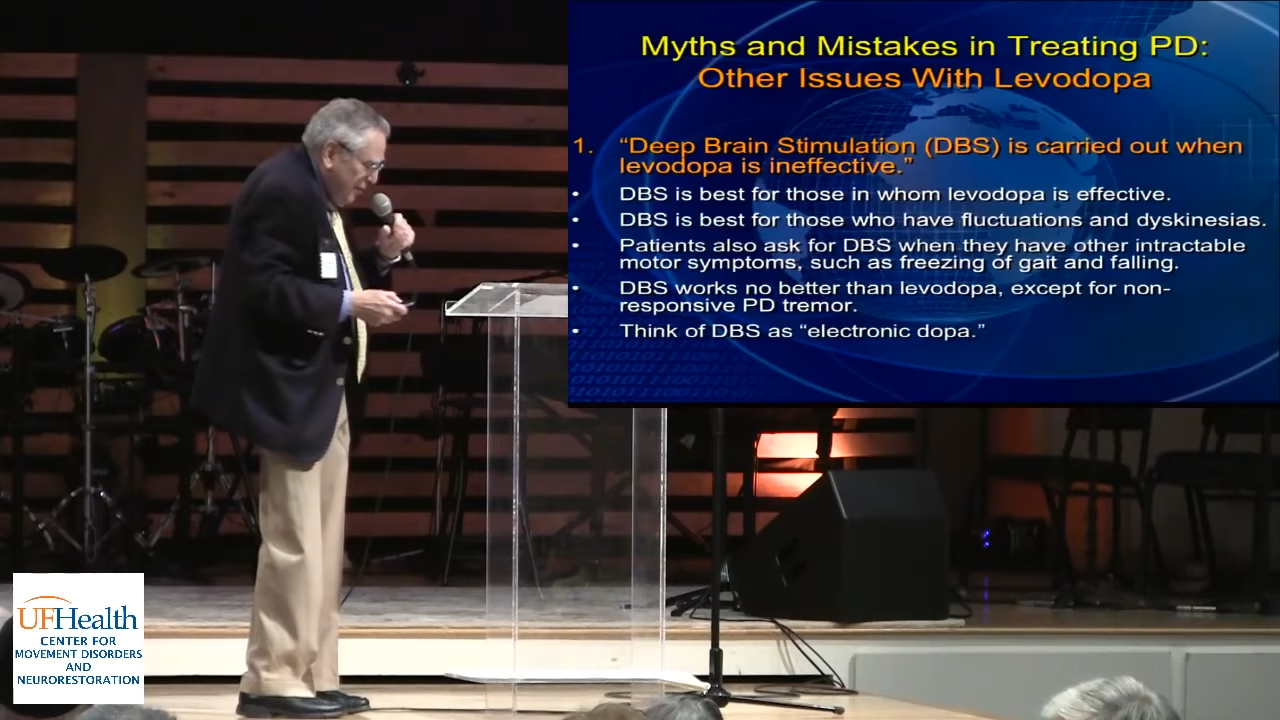 Myths and Mistakes in Treating PD:
Other Issues With Levodopa
1. “Deep Brain Stimulation (DBS) is carried out when
levodopa is ineffective.”
• DBS is best for those in whom levodopa is effective.
• DBS is best for those who have fluctuations and dyskinesias.
• Patients also ask for DBS when they have other intractable
motor symptoms, such as freezing of gait and falling.
• DBS works no better than levodopa, except for non-
responsive PD tremor.
• Think of DBS as “electronic dopa.”
UFHealth
CENTER FOR
MOVEMENT DISORDERS
AND
NEURORESTORATION